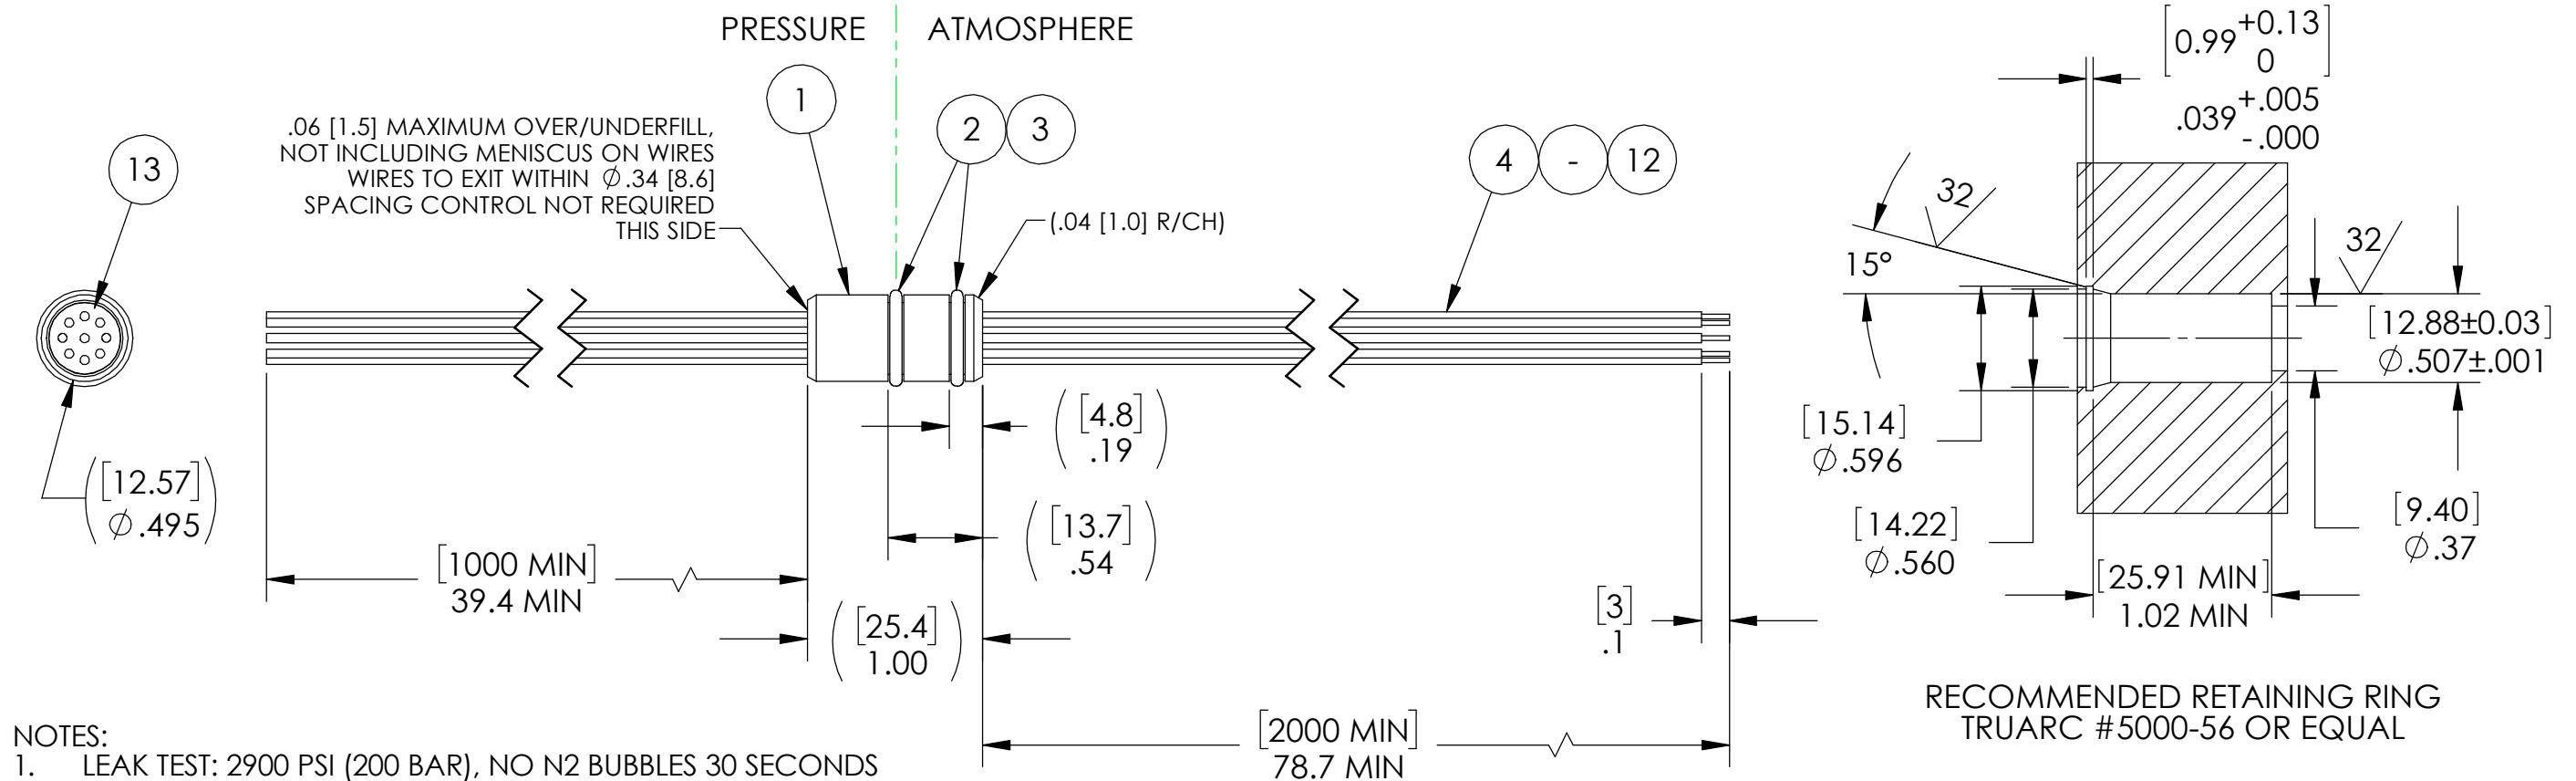 PRESSURE
ATMOSPHERE
1
2
3
13
.06 [1.5] MAXIMUM OVER/UNDERFILL,
NOT INCLUDING MENISCUS ON WIRES
WIRES TO EXIT WITHIN ∅.34 [8.6]
SPACING CONTROL NOT REQUIRED
THIS SIDE
(.04 [1.0] R/CH)
4
-
12
[12.57]
∅.495
[1000 MIN]
39.4 MIN
[4.8]
.19
[13.7]
.54
[25.4]
1.00
[3]
.1
[2000 MIN]
78.7 MIN
[0.99 +0.13
0]
.039 +.005
-.000
32
15°
32
[12.88±0.03]
∅.507±.001
[15.14]
∅.596
[14.22]
∅.560
[9.40]
∅.37
[25.91 MIN]
1.02 MIN
RECOMMENDED RETAINING RING
TRUARC #5000-56 OR EQUAL
NOTES:
1. LEAK TEST: 2900 PSI (200 BAR), NO N2 BUBBLES 30 SECONDS